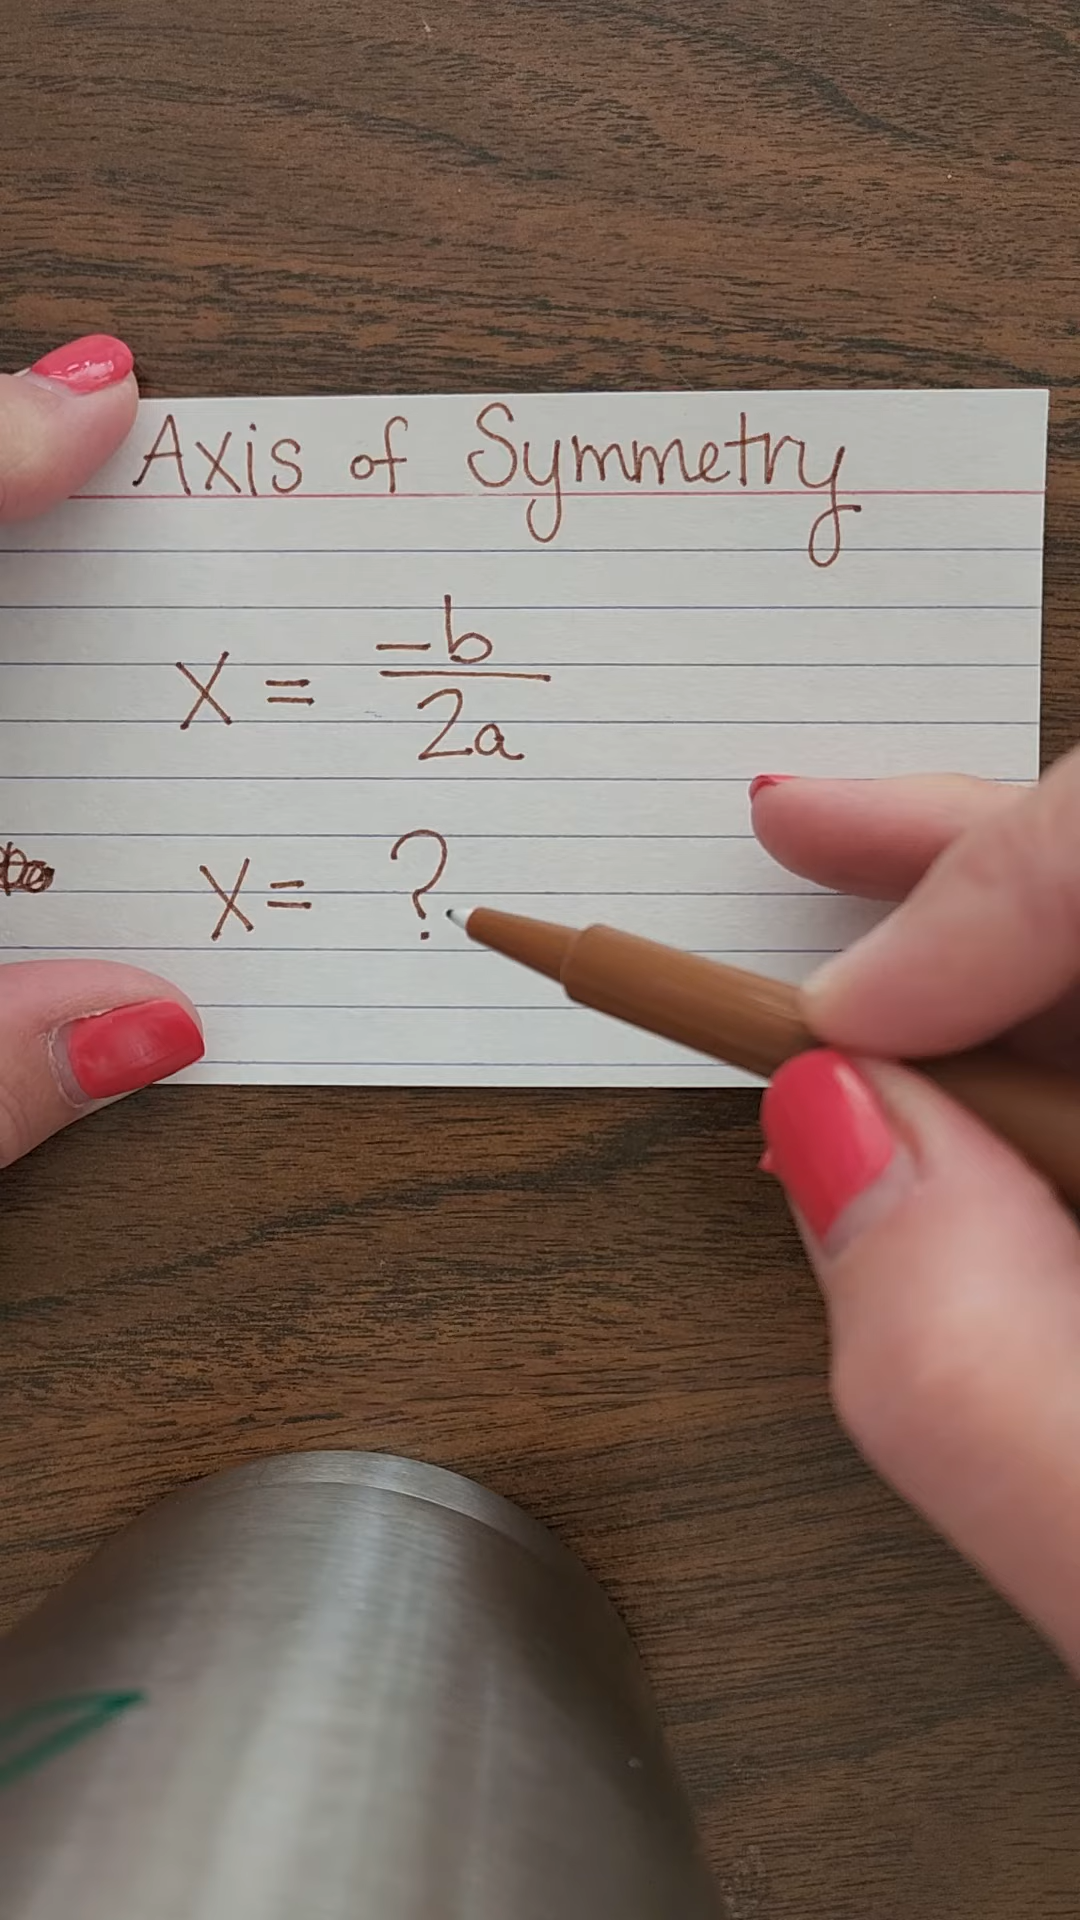 Axis of Symmetry
X = -b/2a
X = ?